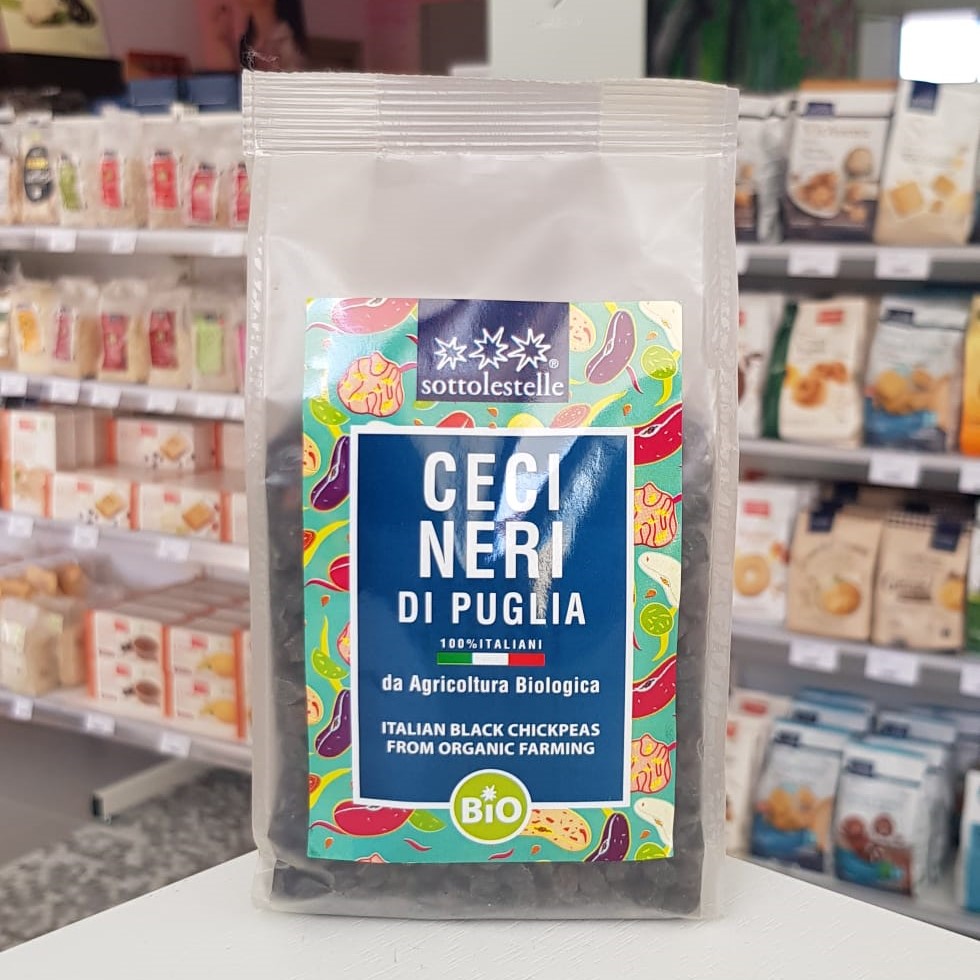 sottolestelle®
CECI
NERI
DI PUGLIA
100%ITALIANI
da Agricoltura Biologica
ITALIAN BLACK CHICKPEAS
FROM ORGANIC FARMING
BiO